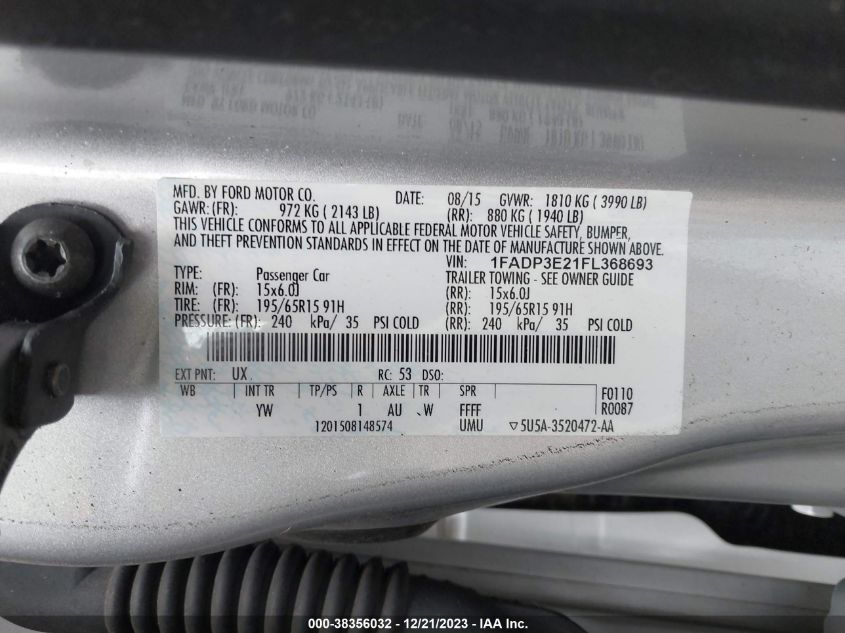 MFD. BY FORD MOTOR CO. DATE: 08/15 GVWR: 1810 KG ( 3990 LB)
GAWR: (FR): 972 KG ( 2143 LB) (RR): 880 KG ( 1940 LB)
THIS VEHICLE CONFORMS TO ALL APPLICABLE FEDERAL MOTOR VEHICLE SAFETY, BUMPER,
AND THEFT PREVENTION STANDARDS IN EFFECT ON THE DATE OF MANUFACTURE SHOWN ABOVE.
VIN: 1FADP3E21FL368693
TYPE: Passenger Car TRAILER TOWING - SEE OWNER GUIDE
RIM: (FR): 15x6.0J (RR): 15x6.0J
TIRE: (FR): 195/65R15 91H (RR): 195/65R15 91H
PRESSURE: (FR): 240 kPa/ 35 PSI COLD (RR): 240 kPa/ 35 PSI COLD
EXT PNT: UX RC: 53 DSO:
WB INT TR TP/PS R AXLE TR SPR F0110
YW 1 AU W FFFF R0087
1201508148574 UMU ▽5U5A-3520472-AA
000-38356032 - 12/21/2023 - IAA Inc.